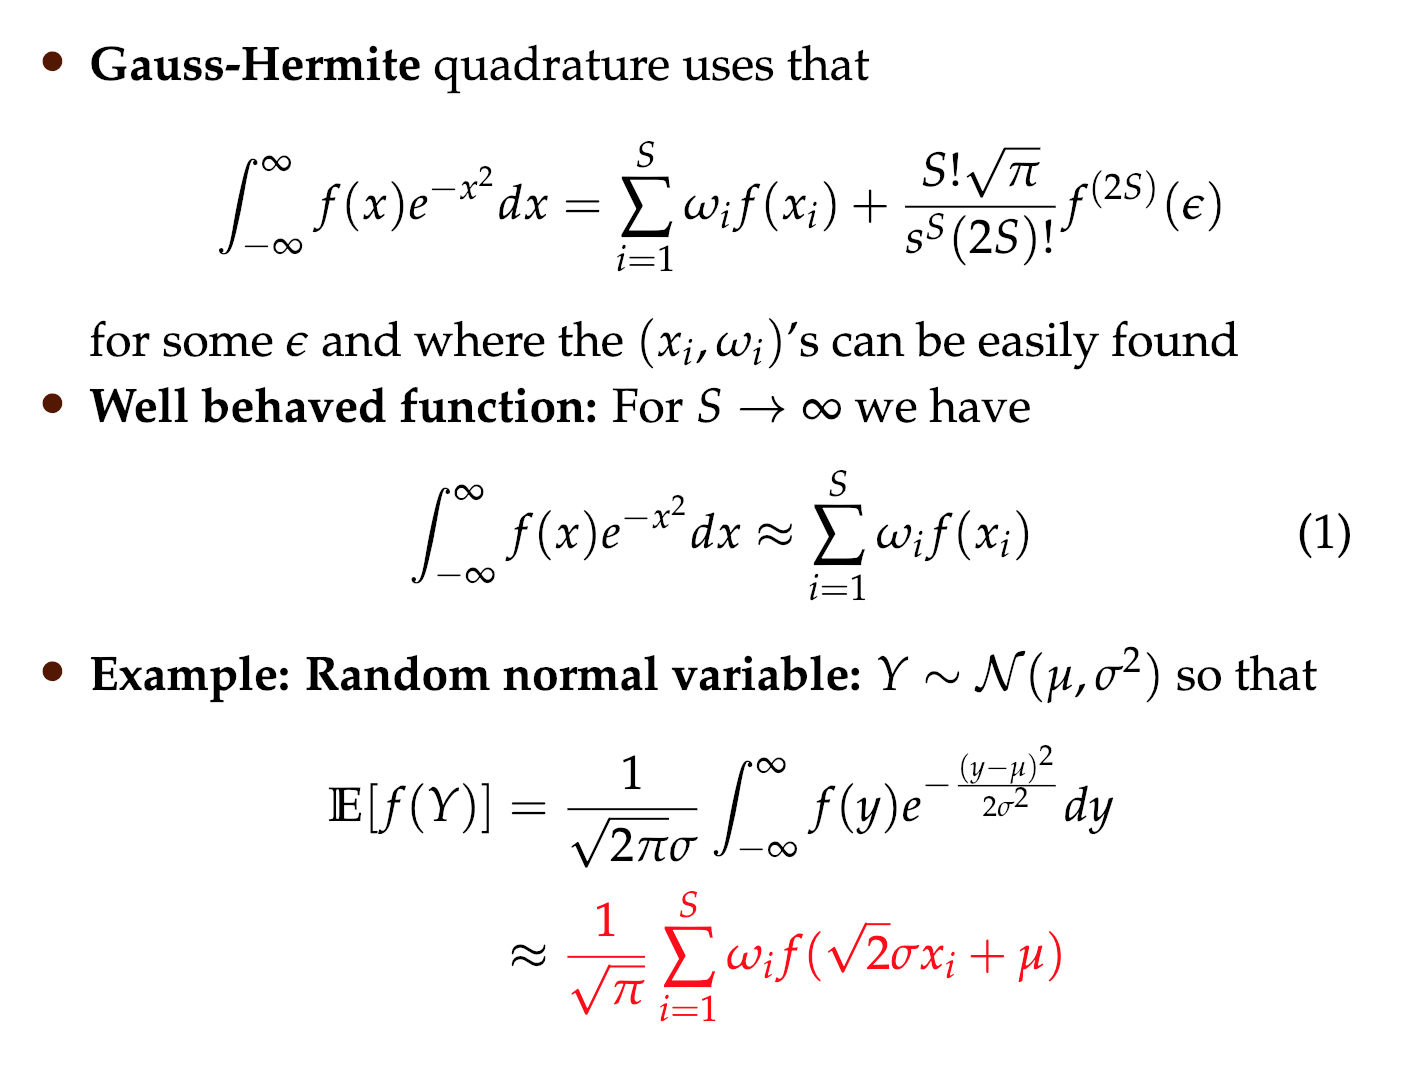 • Gauss-Hermite quadrature uses that
$\int_{-\infty}^{\infty} f(x)e^{-x^2}dx = \sum_{i=1}^{S} \omega_i f(x_i) + \frac{S!\sqrt{\pi}}{s^S(2S)!} f^{(2S)}(\epsilon)$
for some $\epsilon$ and where the $(x_i, \omega_i)$'s can be easily found
• Well behaved function: For $S \to \infty$ we have
$\int_{-\infty}^{\infty} f(x)e^{-x^2}dx \approx \sum_{i=1}^{S} \omega_i f(x_i)$ (1)
• Example: Random normal variable: $Y \sim \mathcal{N}(\mu, \sigma^2)$ so that
$\mathbb{E}[f(Y)] = \frac{1}{\sqrt{2\pi}\sigma} \int_{-\infty}^{\infty} f(y)e^{-\frac{(y-\mu)^2}{2\sigma^2}} dy$
$\approx \frac{1}{\sqrt{\pi}} \sum_{i=1}^{S} \omega_i f(\sqrt{2}\sigma x_i + \mu)$